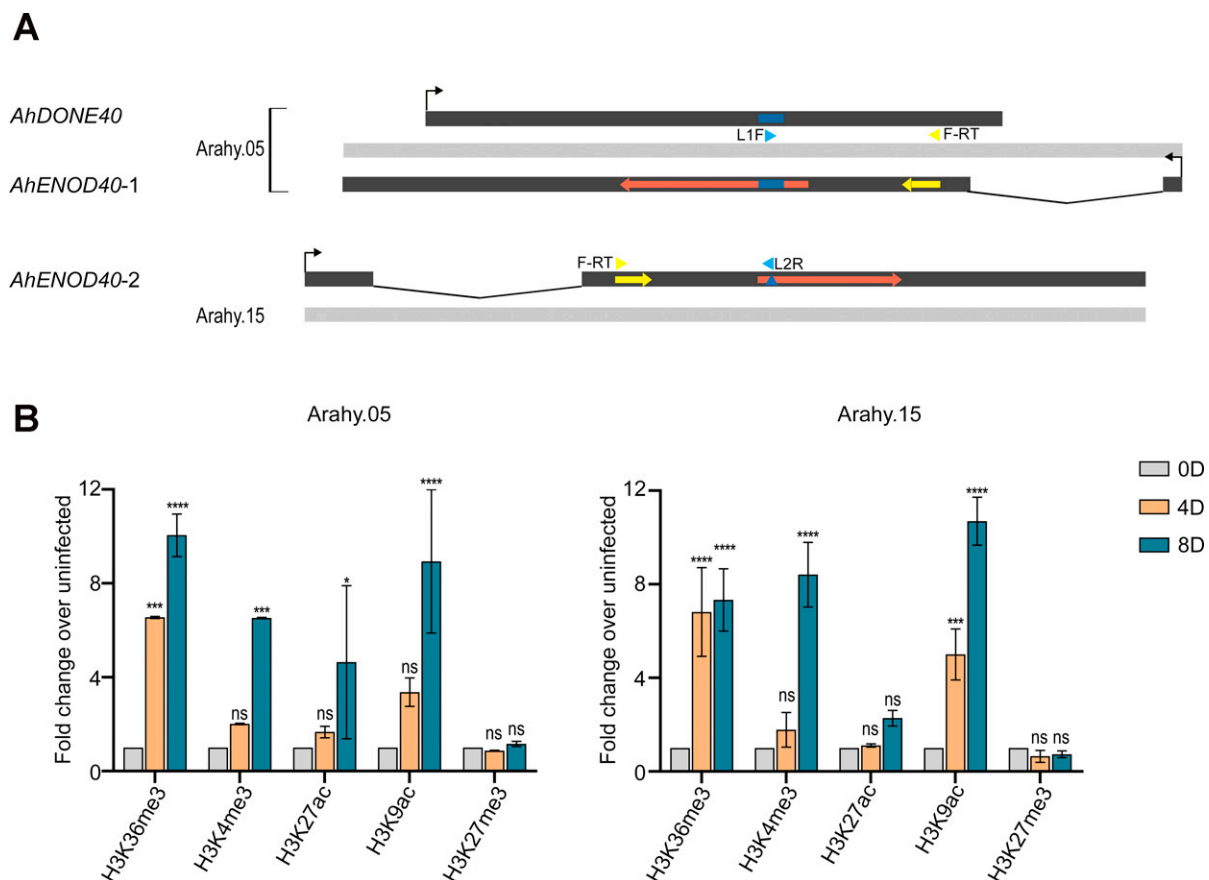 A
AhDONE40
L1F
F-RT
Arahy.05
AhENOD40-1
F-RT
L2R
AhENOD40-2
Arahy.15
B
Arahy.05
Arahy.15
0D
4D
8D
Fold change over uninfected
12
8
4
0
*** ****
ns ***
ns *
ns ****
ns ns
H3K36me3
H3K4me3
H3K27ac
H3K9ac
H3K27me3
Fold change over uninfected
12
8
4
0
**** ****
ns ****
ns ns
*** ****
ns ns
H3K36me3
H3K4me3
H3K27ac
H3K9ac
H3K27me3